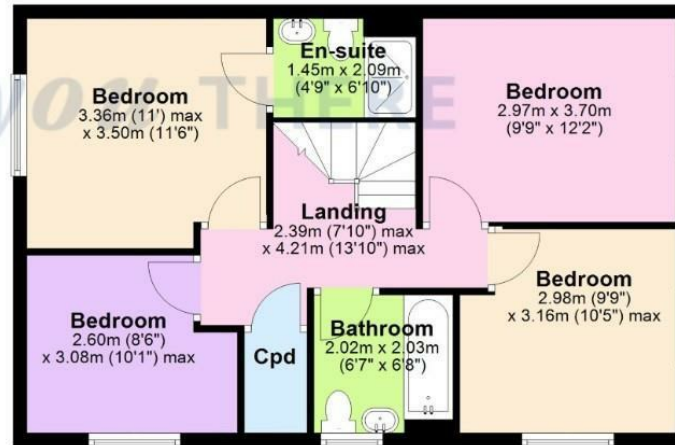 you THERE
En-suite
1.45m x 2.09m
(4'9" x 6'10")
Bedroom
3.36m (11') max
x 3.50m (11'6")
Bedroom
2.97m x 3.70m
(9'9" x 12'2")
Landing
2.39m (7'10") max
x 4.21m (13'10") max
Bedroom
2.60m (8'6")
x 3.08m (10'1") max
Cpd
Bathroom
2.02m x 2.03m
(6'7" x 6'8")
Bedroom
2.98m (9'9")
x 3.16m (10'5") max